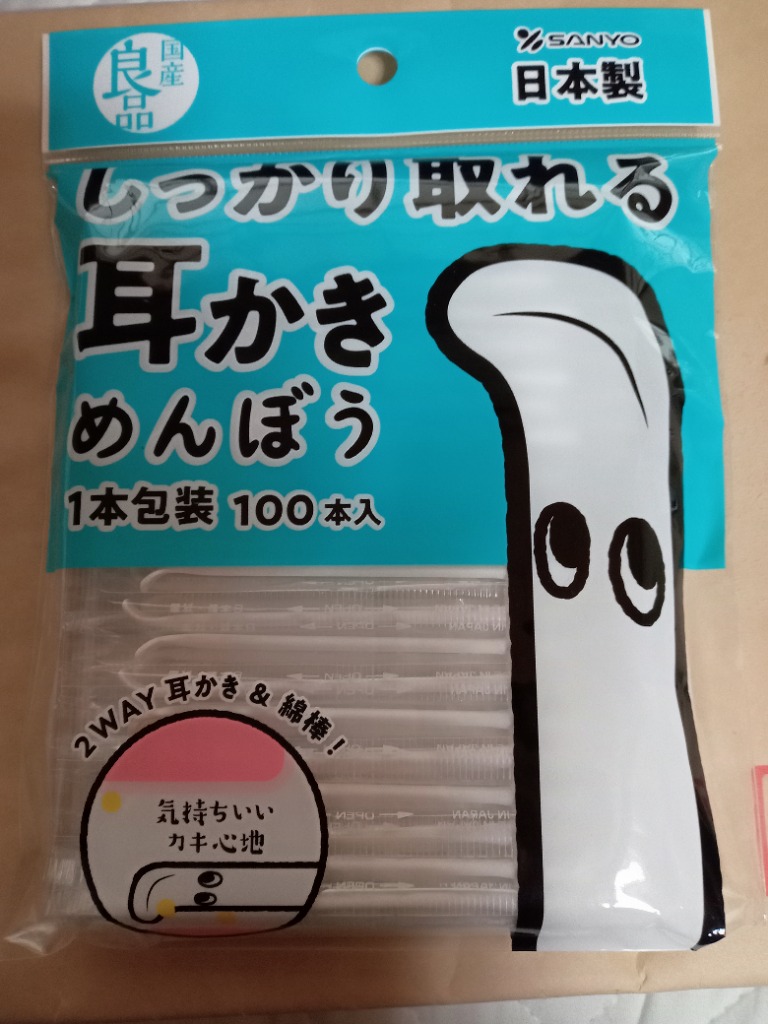 国産
良品
SANYO
日本製
しっかり取れる
耳かき
めんぼう
1本包装 100本入
2WAY 耳かき & 綿棒!
気持ちいい
カキ心地